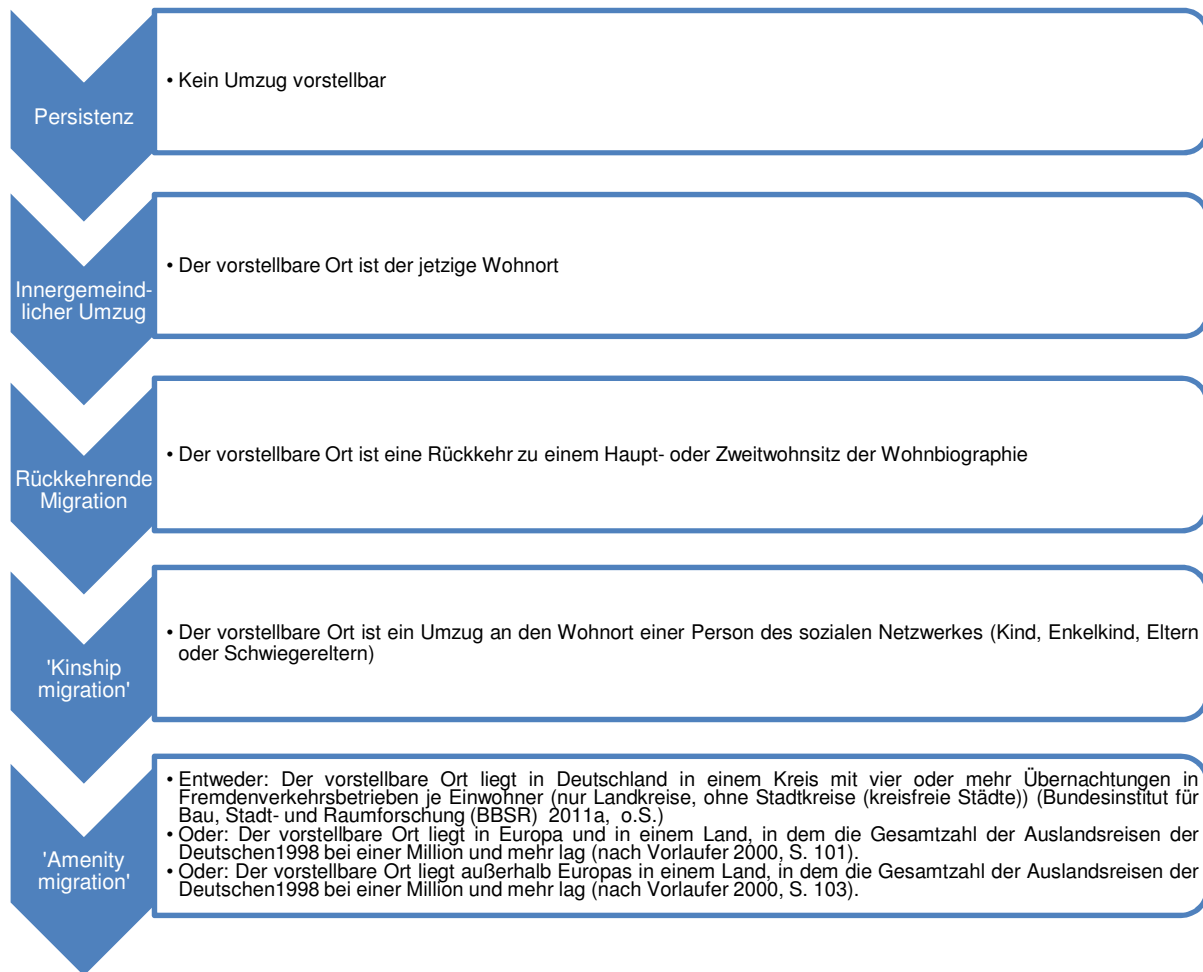 Persistenz
• Kein Umzug vorstellbar
Innergemeind-
licher Umzug
• Der vorstellbare Ort ist der jetzige Wohnort
Rückkehrende
Migration
• Der vorstellbare Ort ist eine Rückkehr zu einem Haupt- oder Zweitwohnsitz der Wohnbiographie
'Kinship
migration'
• Der vorstellbare Ort ist ein Umzug an den Wohnort einer Person des sozialen Netzwerkes (Kind, Enkelkind, Eltern
oder Schwiegereltern)
'Amenity
migration'
• Entweder: Der vorstellbare Ort liegt in Deutschland in einem Kreis mit vier oder mehr Übernachtungen in
Fremdenverkehrsbetrieben je Einwohner (nur Landkreise, ohne Stadtkreise (kreisfreie Städte)) (Bundesinstitut für
Bau, Stadt- und Raumforschung (BBSR) 2011a, o.S.)
• Oder: Der vorstellbare Ort liegt in Europa und in einem Land, in dem die Gesamtzahl der Auslandsreisen der
Deutschen1998 bei einer Million und mehr lag (nach Vorlaufer 2000, S. 101).
• Oder: Der vorstellbare Ort liegt außerhalb Europas in einem Land, in dem die Gesamtzahl der Auslandsreisen der
Deutschen1998 bei einer Million und mehr lag (nach Vorlaufer 2000, S. 103).